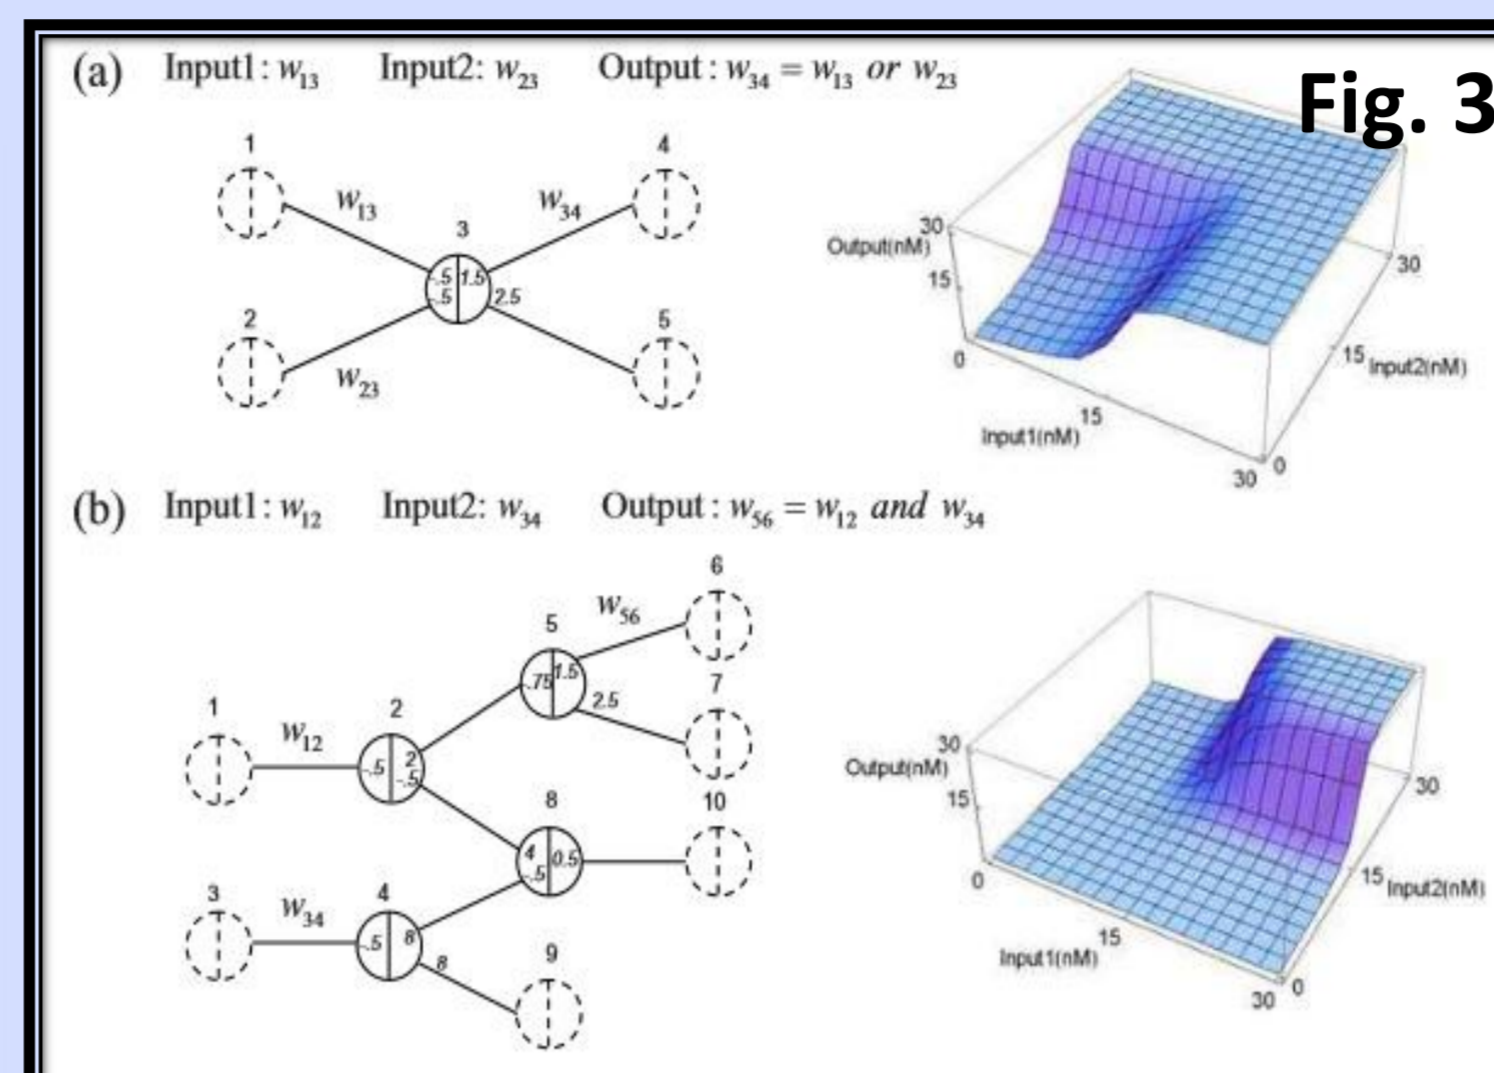 (a) Input1: w13 Input2: w23 Output: w34 = w13 or w23
Fig. 3
1
4
w13
w34
3
-.5 1.5
-.5 2.5
2
5
w23
Output(nM)
30
15
0
15
30
Input1(nM)
0
15
30
Input2(nM)
(b) Input1: w12 Input2: w34 Output: w56 = w12 and w34
6
w56
5
-.75 1.5
2.5
7
1
2
w12
-.5 2
-.5
8
10
4 0.5
-.5
3
4
w34
-.5 8
8
9
Output(nM)
30
15
0
15
30
Input1(nM)
0
15
30
Input2(nM)